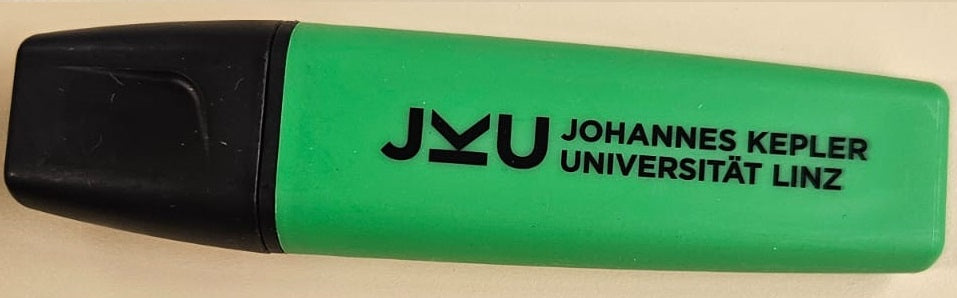 JKU JOHANNES KEPLER
UNIVERSITÄT LINZ